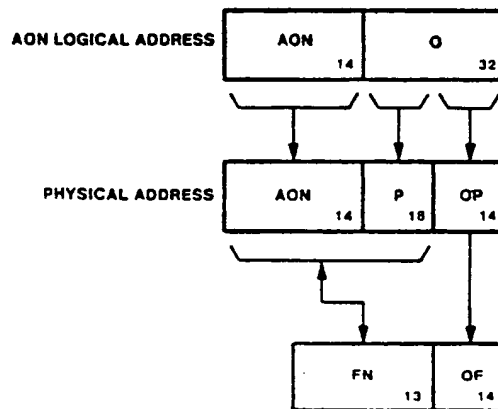 AON LOGICAL ADDRESS AON 14 O 32
PHYSICAL ADDRESS AON 14 P 18 OP 14
FN 13 OF 14